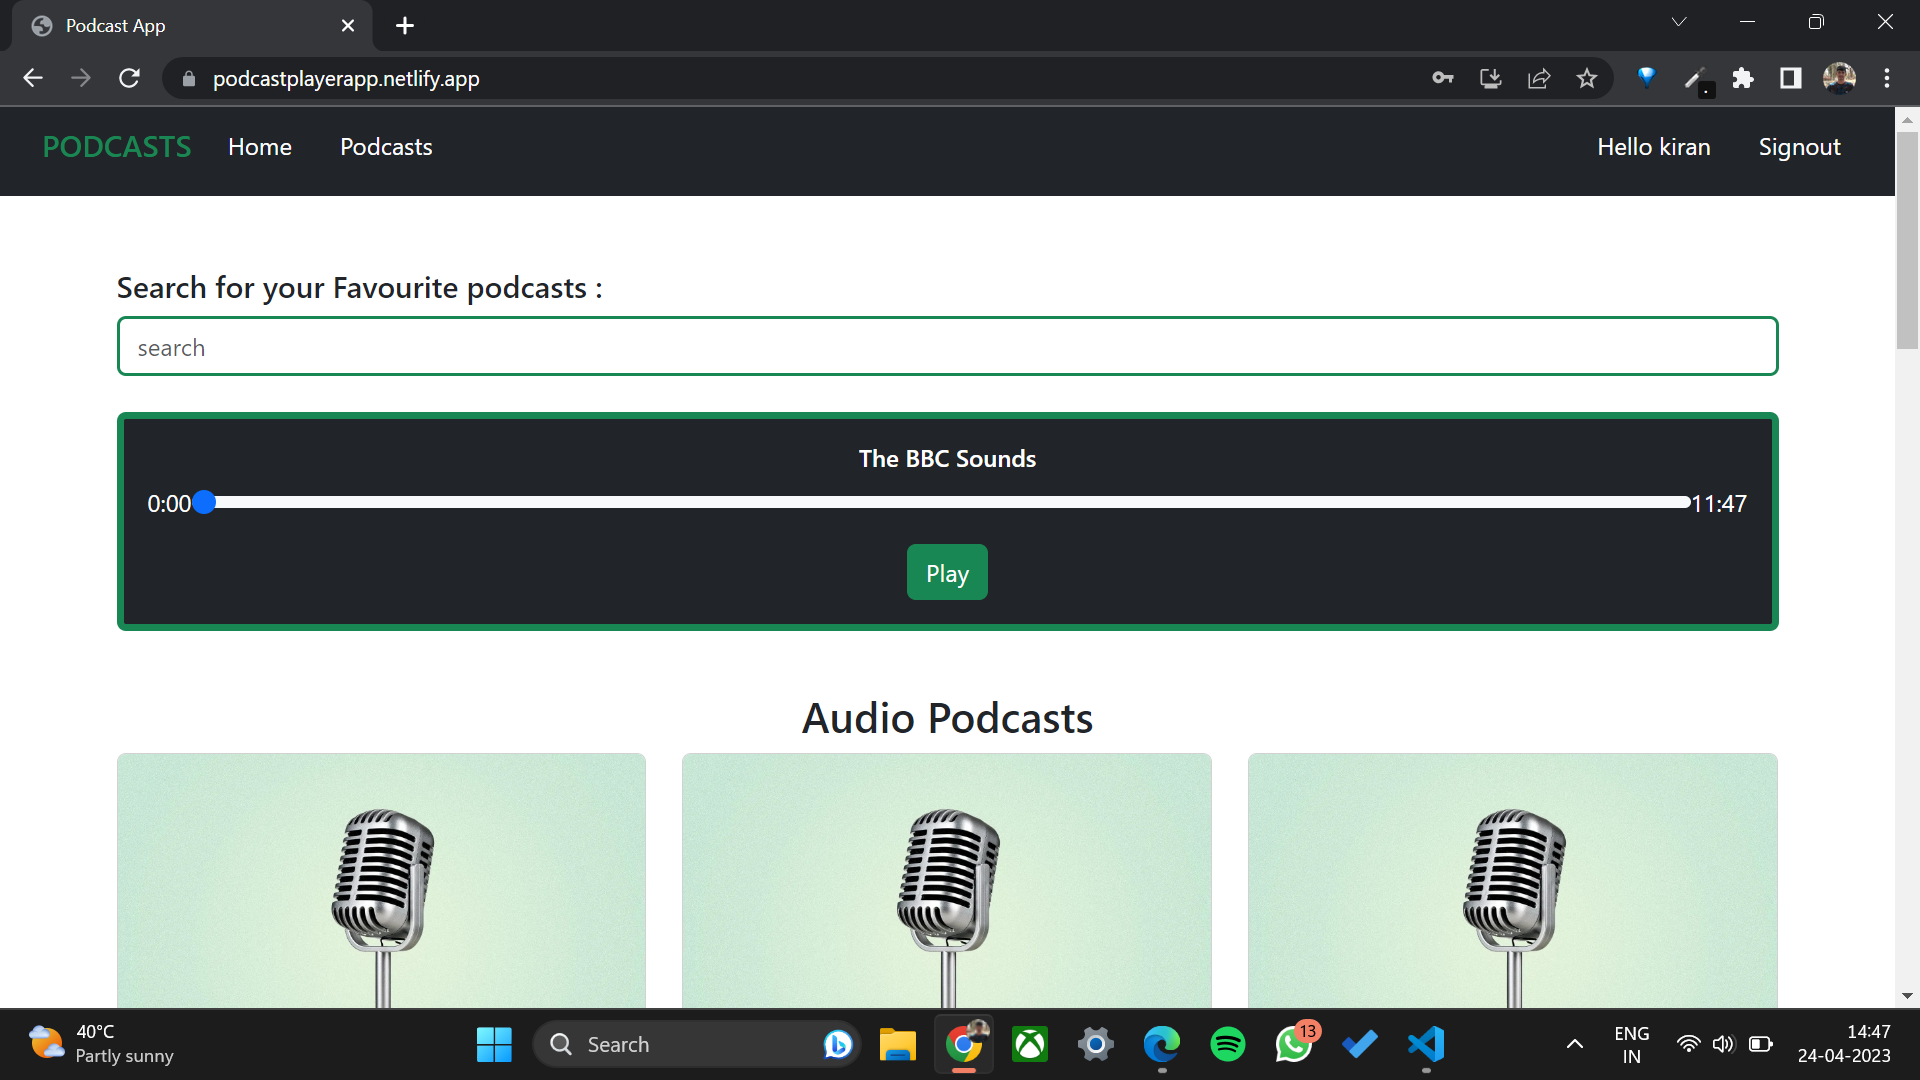 Podcast App
podcastplayerapp.netlify.app
PODCASTS Home Podcasts Hello kiran Signout
Search for your Favourite podcasts :
search
The BBC Sounds
0:00 11:47
Play
Audio Podcasts
40°C
Partly sunny
Search
13
ENG
IN
14:47
24-04-2023